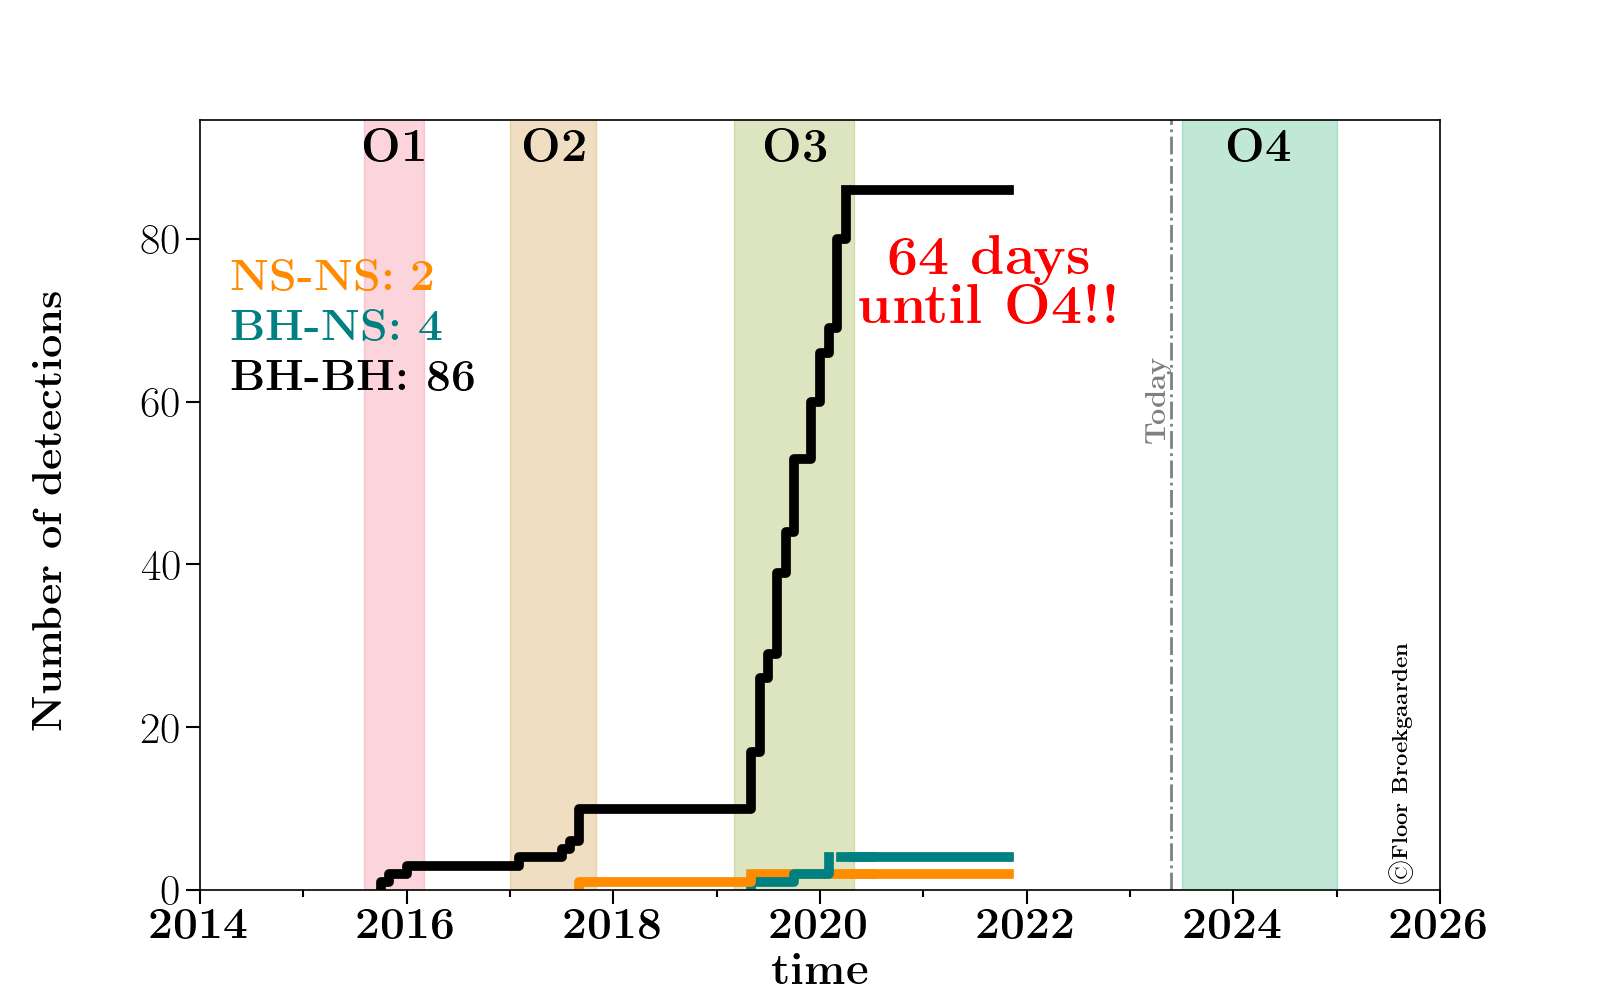 O1
O2
O3
O4
80
60
40
20
0
NS-NS: 2
BH-NS: 4
BH-BH: 86
64 days
until O4!!
Today
©Floor Broekgaarden
Number of detections
2014
2016
2018
2020
2022
2024
2026
time